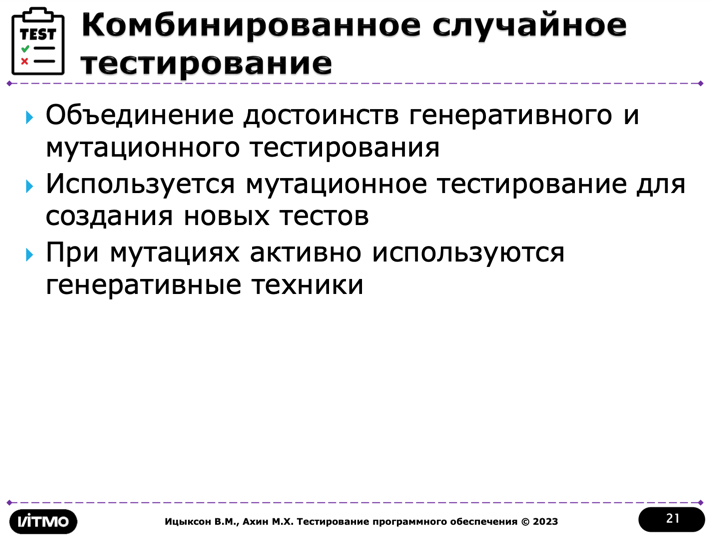 TEST
Комбинированное случайное
тестирование
Объединение достоинств генеративного и
мутационного тестирования
Используется мутационное тестирование для
создания новых тестов
При мутациях активно используются
генеративные техники
ИТМО
Ицыксон В.М., Ахин М.Х. Тестирование программного обеспечения © 2023
21